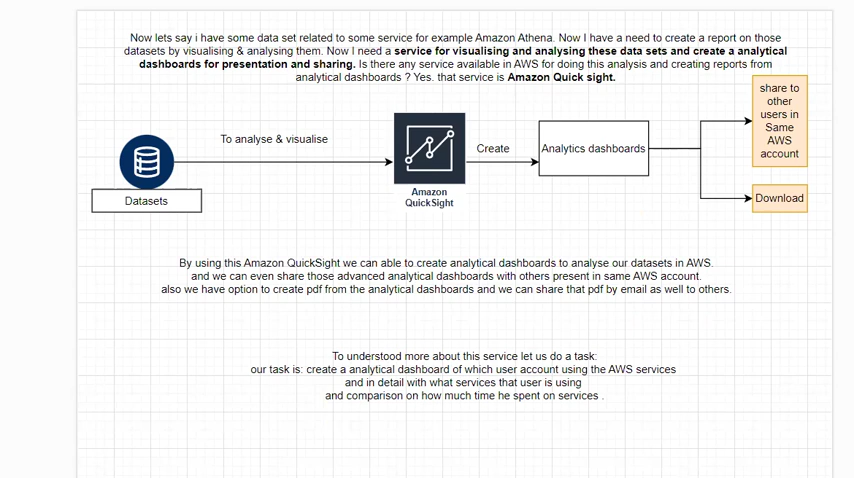 Now lets say i have some data set related to some service for example Amazon Athena. Now I have a need to create a report on those
datasets by visualising & analysing them. Now I need a service for visualising and analysing these data sets and create a analytical
dashboards for presentation and sharing. Is there any service available in AWS for doing this analysis and creating reports from
analytical dashboards ? Yes. that service is Amazon Quick sight.
share to
other
users in
Same
AWS
account
To analyse & visualise
Create
Analytics dashboards
Amazon
QuickSight
Datasets
Download
By using this Amazon QuickSight we can able to create analytical dashboards to analyse our datasets in AWS.
and we can even share those advanced analytical dashboards with others present in same AWS account.
also we have option to create pdf from the analytical dashboards and we can share that pdf by email as well to others.
To understood more about this service let us do a task:
our task is: create a analytical dashboard of which user account using the AWS services
and in detail with what services that user is using
and comparison on how much time he spent on services .